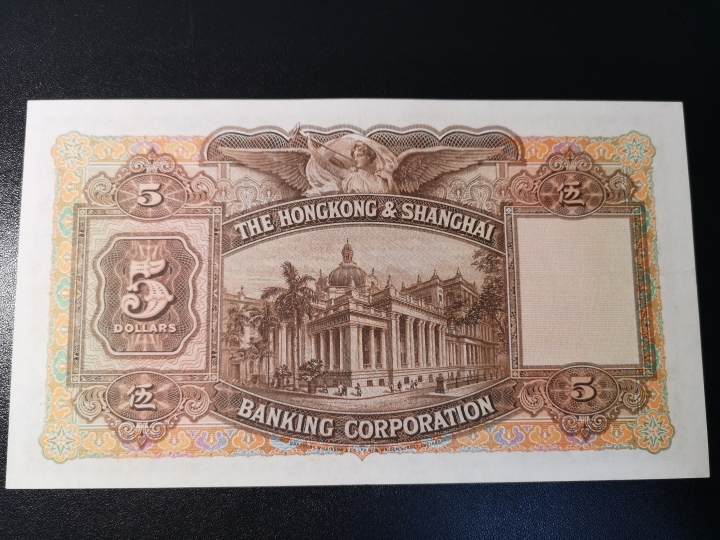 THE HONGKONG & SHANGHAI
5
伍
5
DOLLARS
伍
5
BANKING CORPORATION